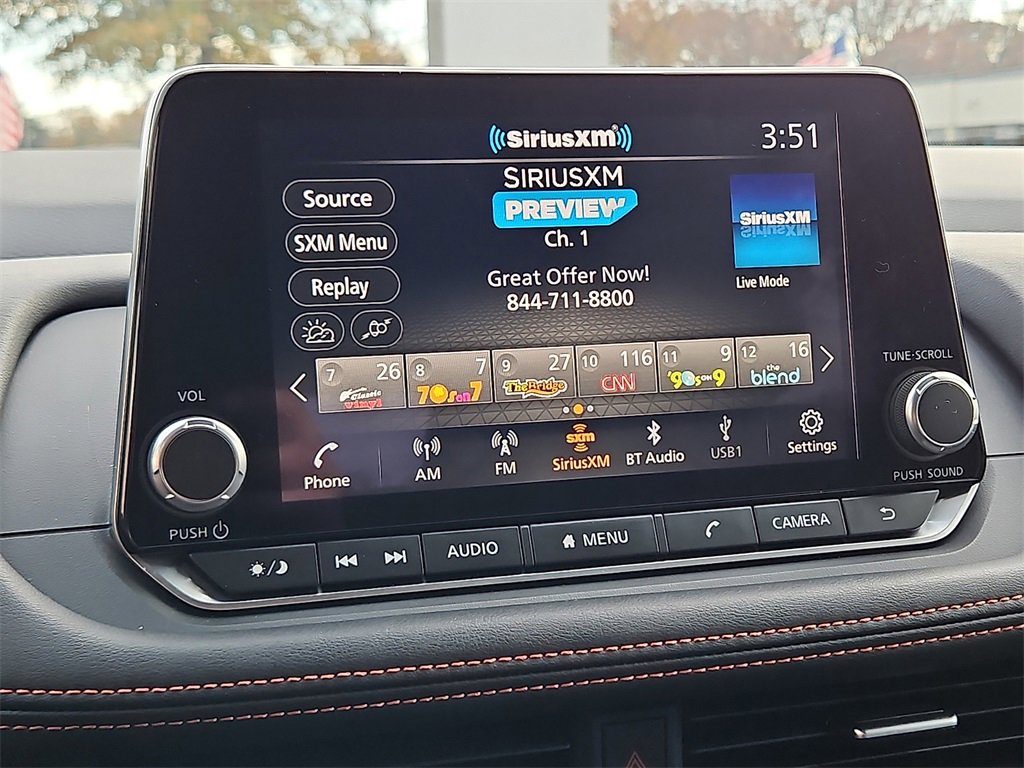 SiriusXM
3:51
SIRIUSXM
PREVIEW
Ch. 1
Great Offer Now!
844-711-8800
Source
SXM Menu
Replay
SiriusXM
Live Mode
7 26 Classic Vinyl
8 7 70s on 7
9 27 The Bridge
10 116 CNN
11 9 '90s ON 9
12 16 the blend
Phone
AM
FM
sxm
SiriusXM
BT Audio
USB1
Settings
VOL
PUSH
TUNE·SCROLL
PUSH SOUND
AUDIO
MENU
CAMERA